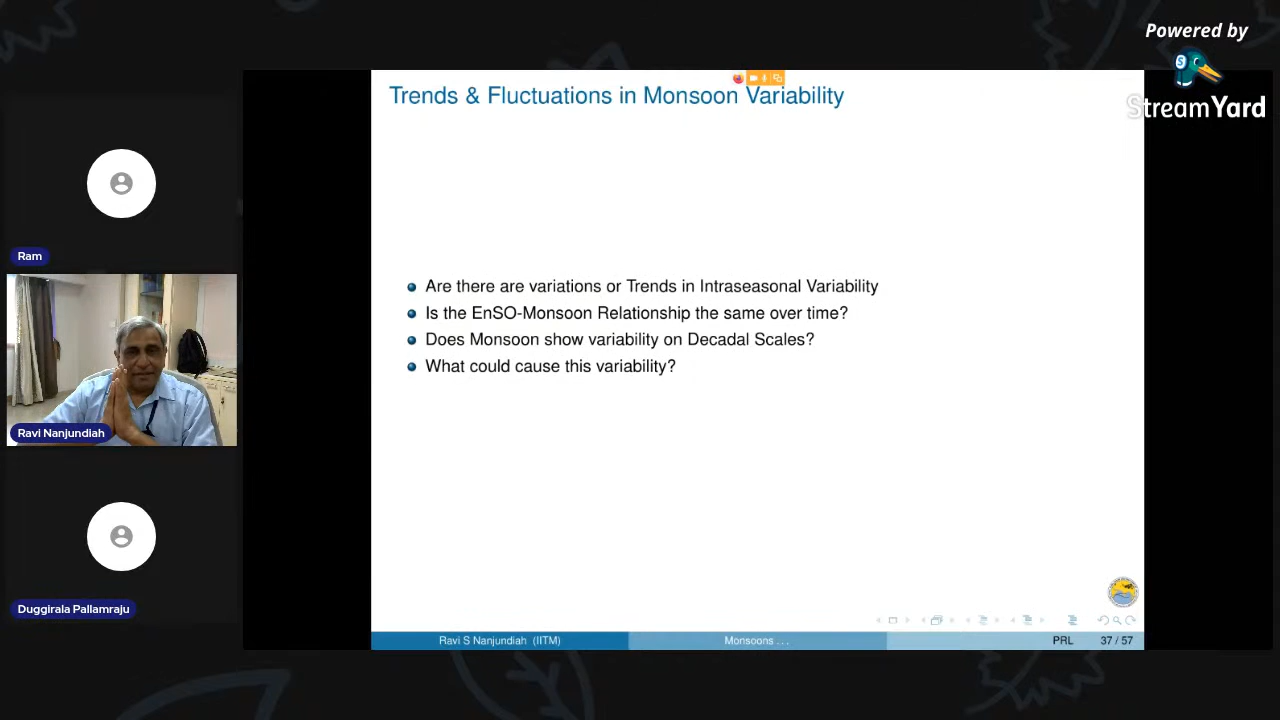 Powered by
StreamYard
Trends & Fluctuations in Monsoon Variability
Are there are variations or Trends in Intraseasonal Variability
Is the EnSO-Monsoon Relationship the same over time?
Does Monsoon show variability on Decadal Scales?
What could cause this variability?
Ram
Ravi Nanjundiah
Duggirala Pallamraju
Ravi S Nanjundiah (IITM)
Monsoons ...
PRL
37 / 57